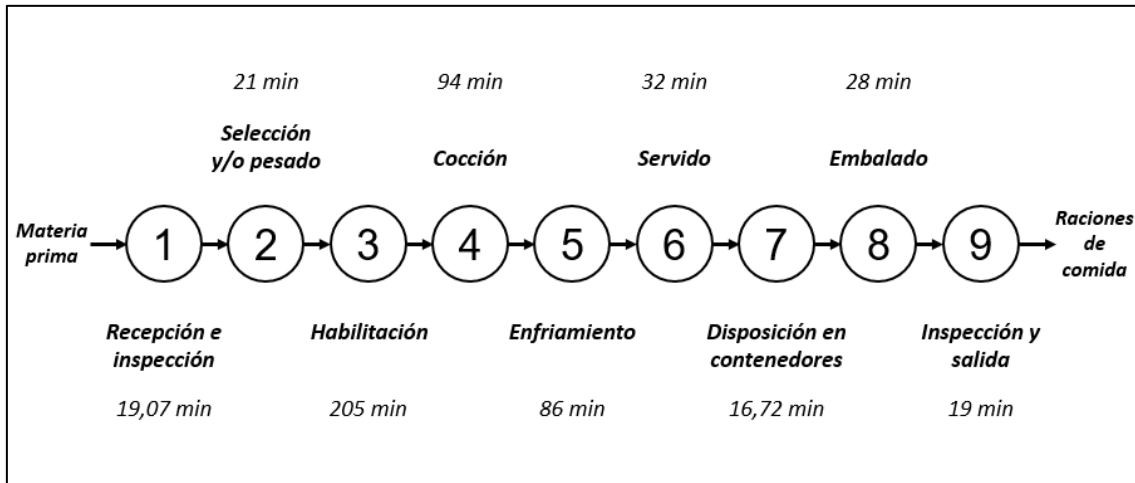 21 min
94 min
32 min
28 min
Selección
y/o pesado
Cocción
Servido
Embalado
Materia
prima
1
2
3
4
5
6
7
8
9
Raciones
de
comida
Recepción e
inspección
Habilitación
Enfriamiento
Disposición en
contenedores
Inspección y
salida
19,07 min
205 min
86 min
16,72 min
19 min